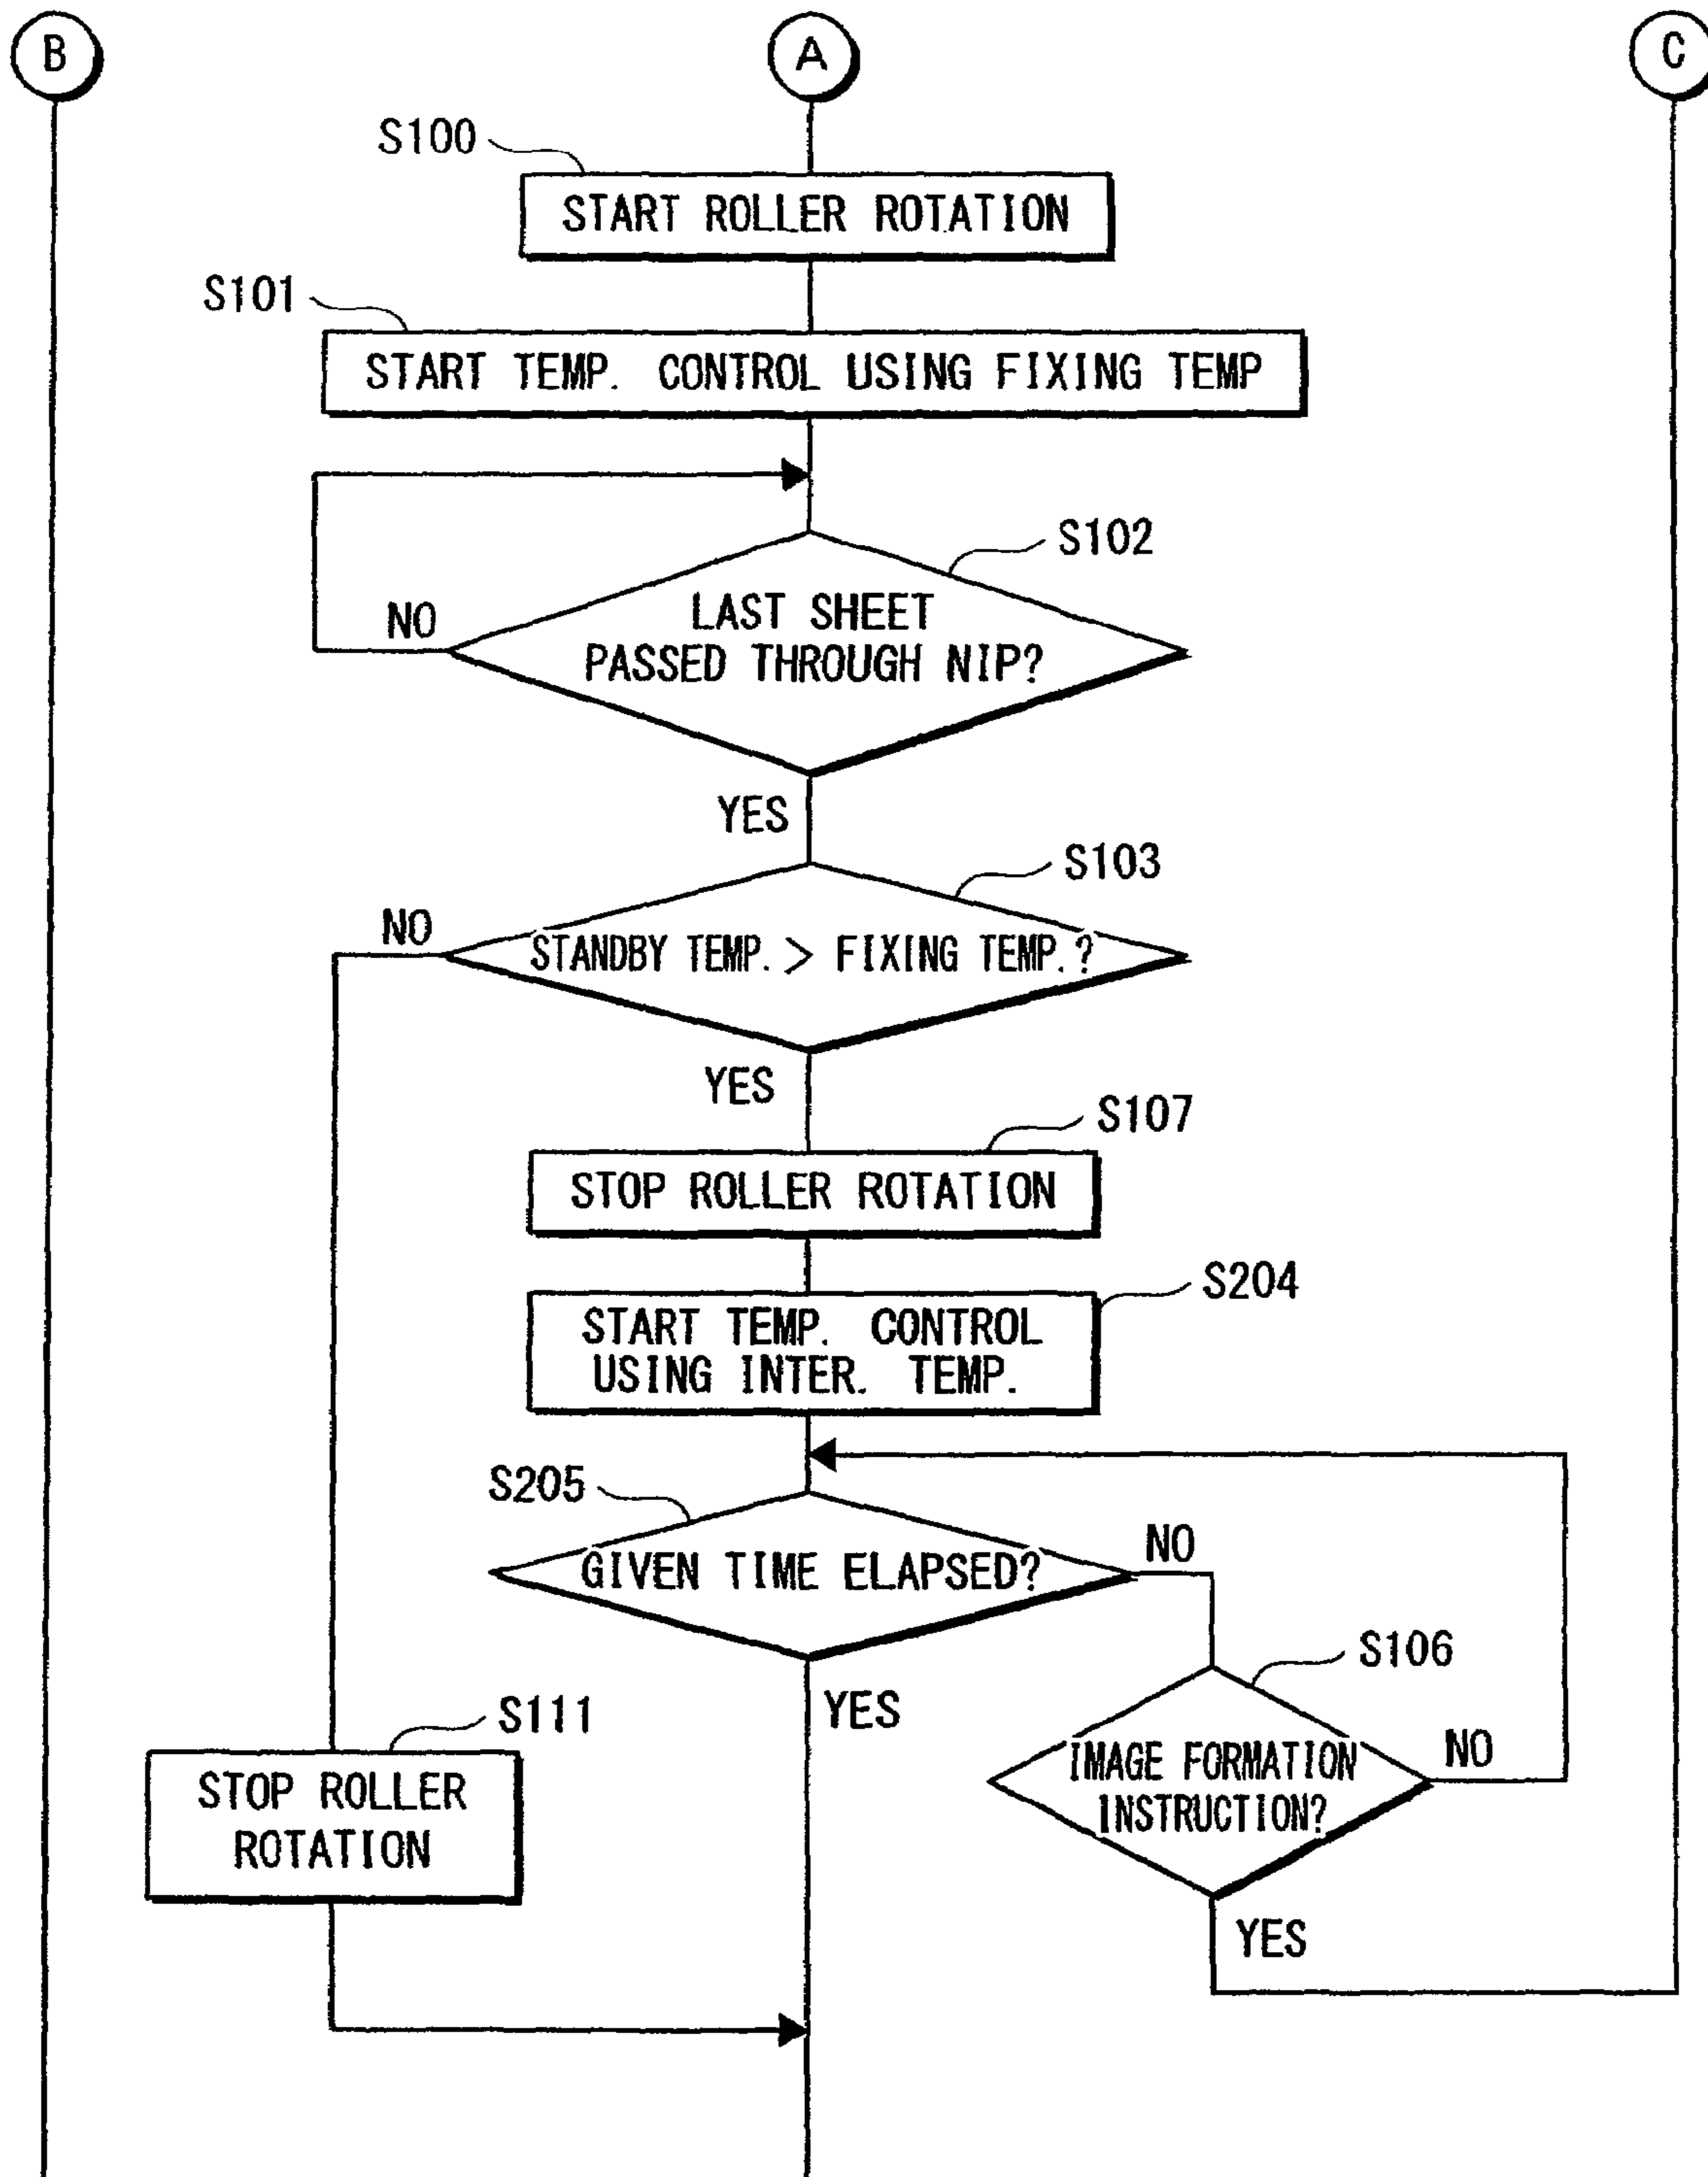 B
A
C
S100
START ROLLER ROTATION
S101
START TEMP. CONTROL USING FIXING TEMP
S102
LAST SHEET
PASSED THROUGH NIP?
NO
YES
S103
NO
STANDBY TEMP. > FIXING TEMP.?
YES
S107
STOP ROLLER ROTATION
S204
START TEMP. CONTROL
USING INTER. TEMP.
S205
GIVEN TIME ELAPSED?
NO
S106
YES
S111
IMAGE FORMATION
INSTRUCTION?
NO
STOP ROLLER
ROTATION
YES